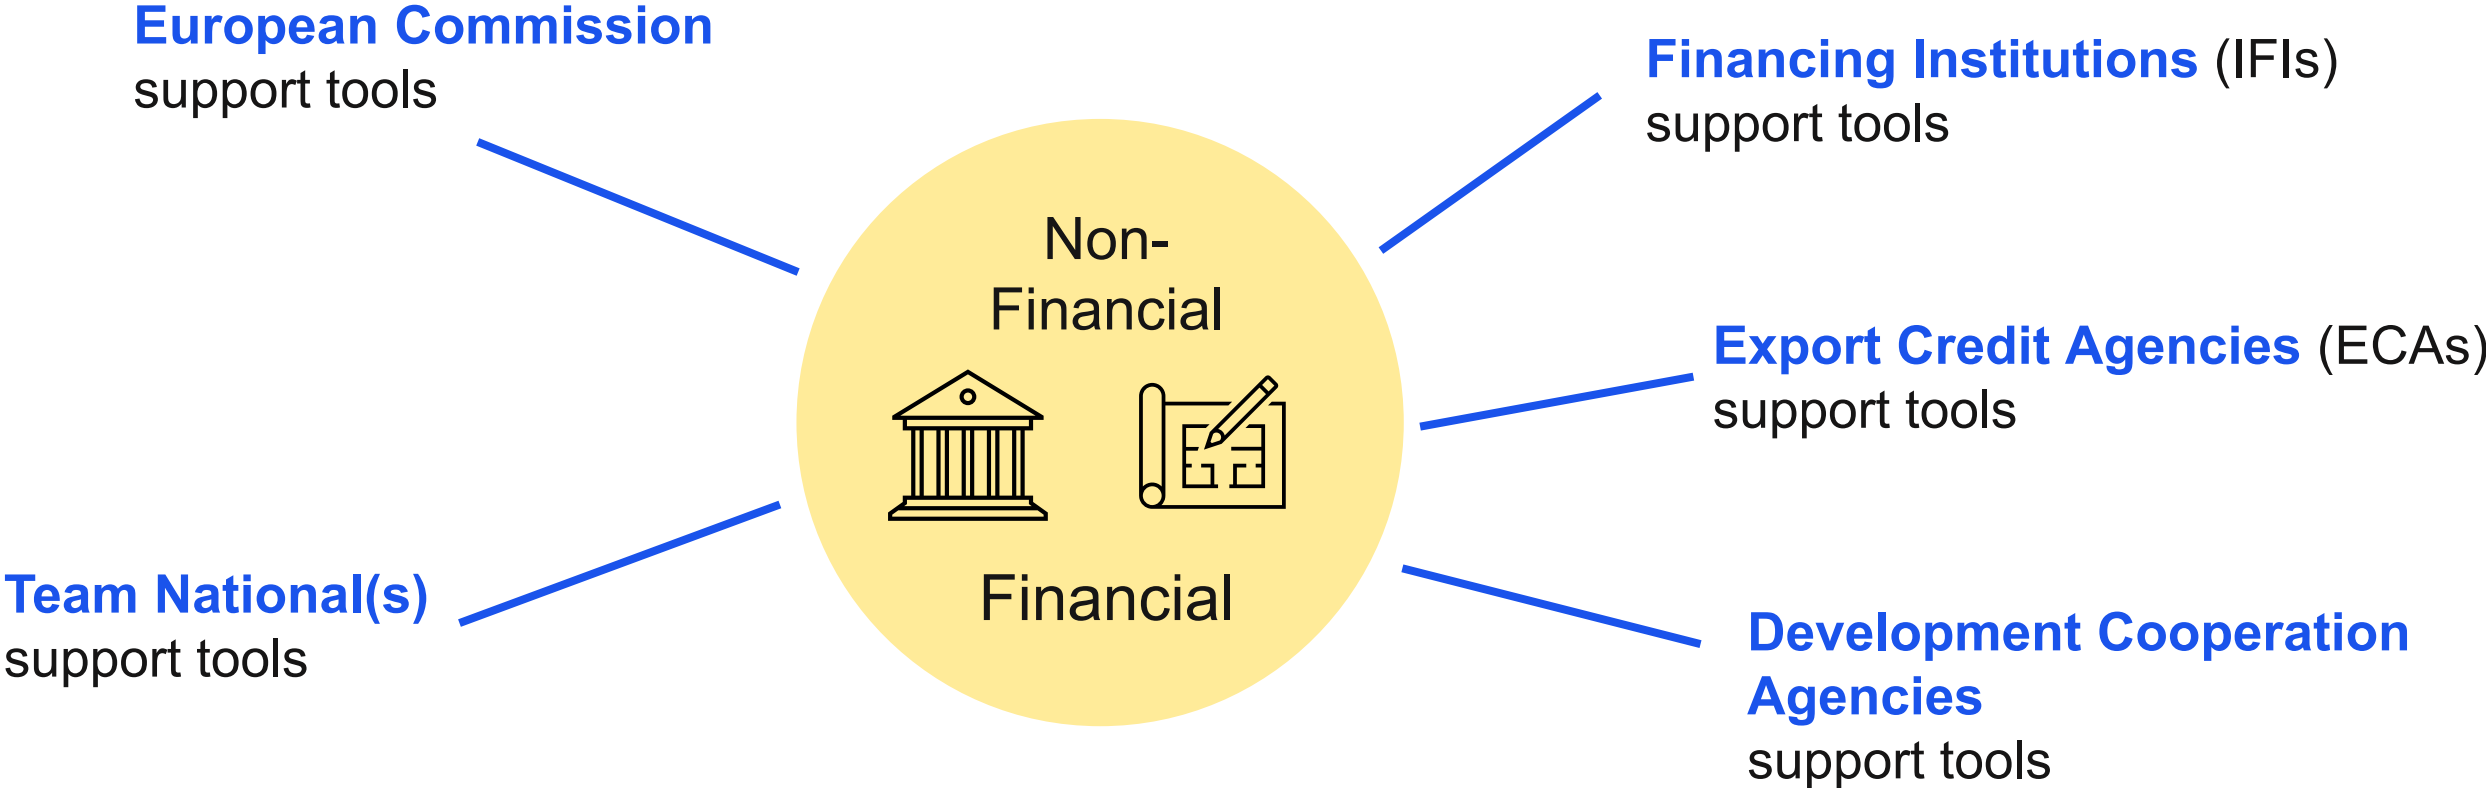 European Commission
support tools
Financing Institutions (IFIs)
support tools
Non-
Financial
Export Credit Agencies (ECAs)
support tools
Financial
Team National(s)
support tools
Development Cooperation
Agencies
support tools